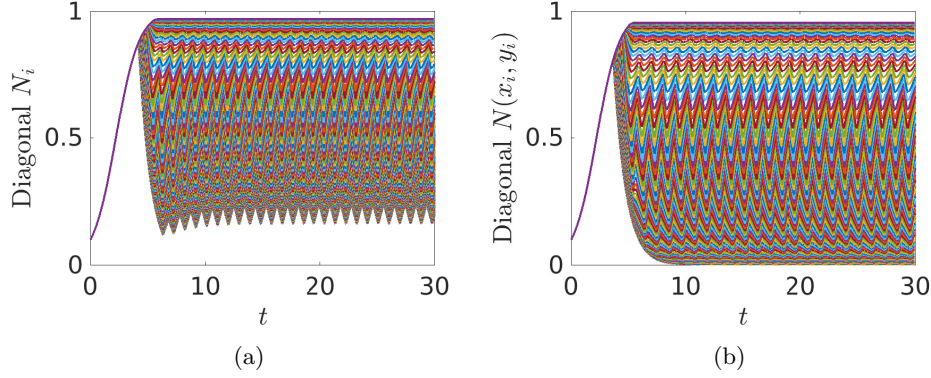 1
0.5
0
0 10 20 30
Diagonal $N_i$
$t$
(a)
1
0.5
0
0 10 20 30
Diagonal $N(x_i, y_i)$
$t$
(b)